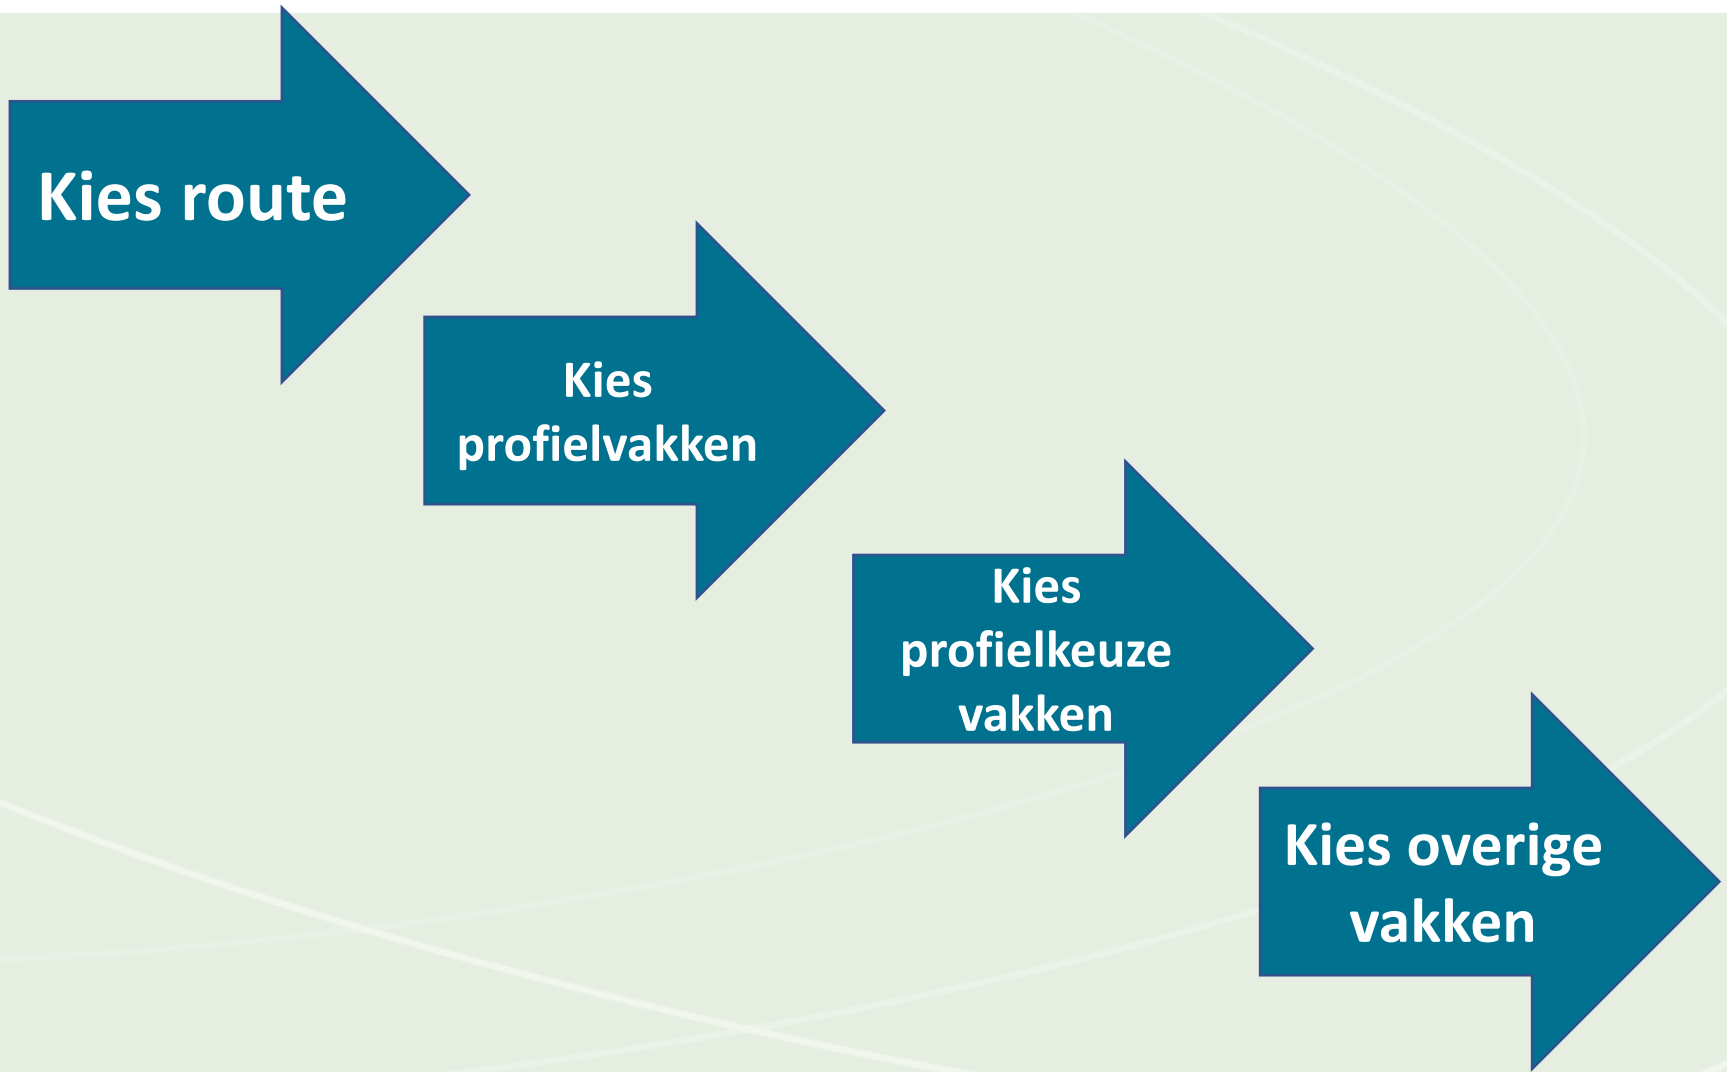 Kies route
Kies
profielvakken
Kies
profielkeuze
vakken
Kies overige
vakken